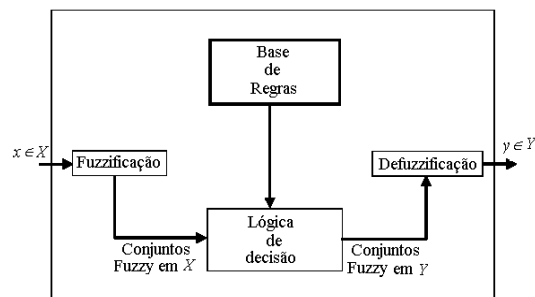 Base
de
Regras
x ∈ X
Fuzzificação
Defuzzificação
y ∈ Y
Lógica
de
decisão
Conjuntos
Fuzzy em X
Conjuntos
Fuzzy em Y